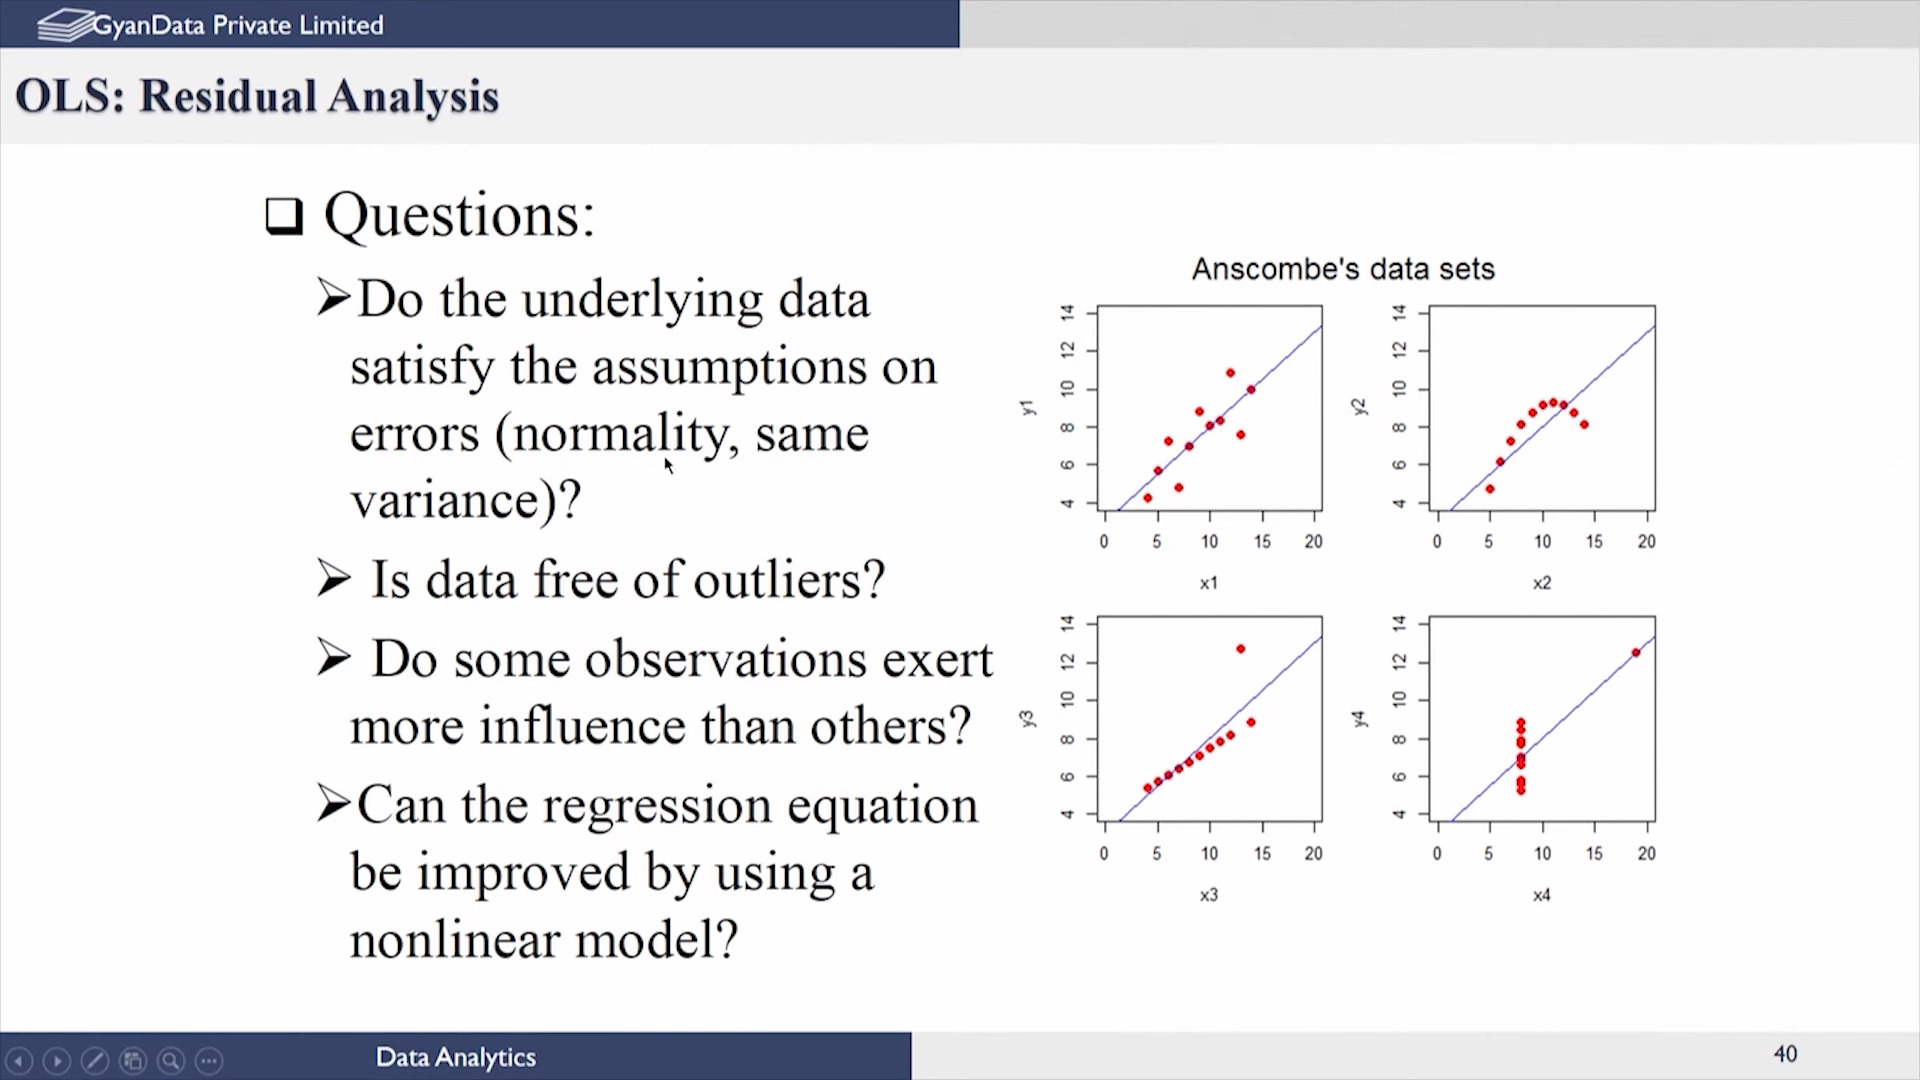 GyanData Private Limited
OLS: Residual Analysis
❑ Questions:
➢Do the underlying data
satisfy the assumptions on
errors (normality, same
variance)?
➢ Is data free of outliers?
➢ Do some observations exert
more influence than others?
➢Can the regression equation
be improved by using a
nonlinear model?
Anscombe's data sets
14
12
10
8
6
4
y1
0 5 10 15 20
x1
14
12
10
8
6
4
y2
0 5 10 15 20
x2
14
12
10
8
6
4
y3
0 5 10 15 20
x3
14
12
10
8
6
4
y4
0 5 10 15 20
x4
Data Analytics
40